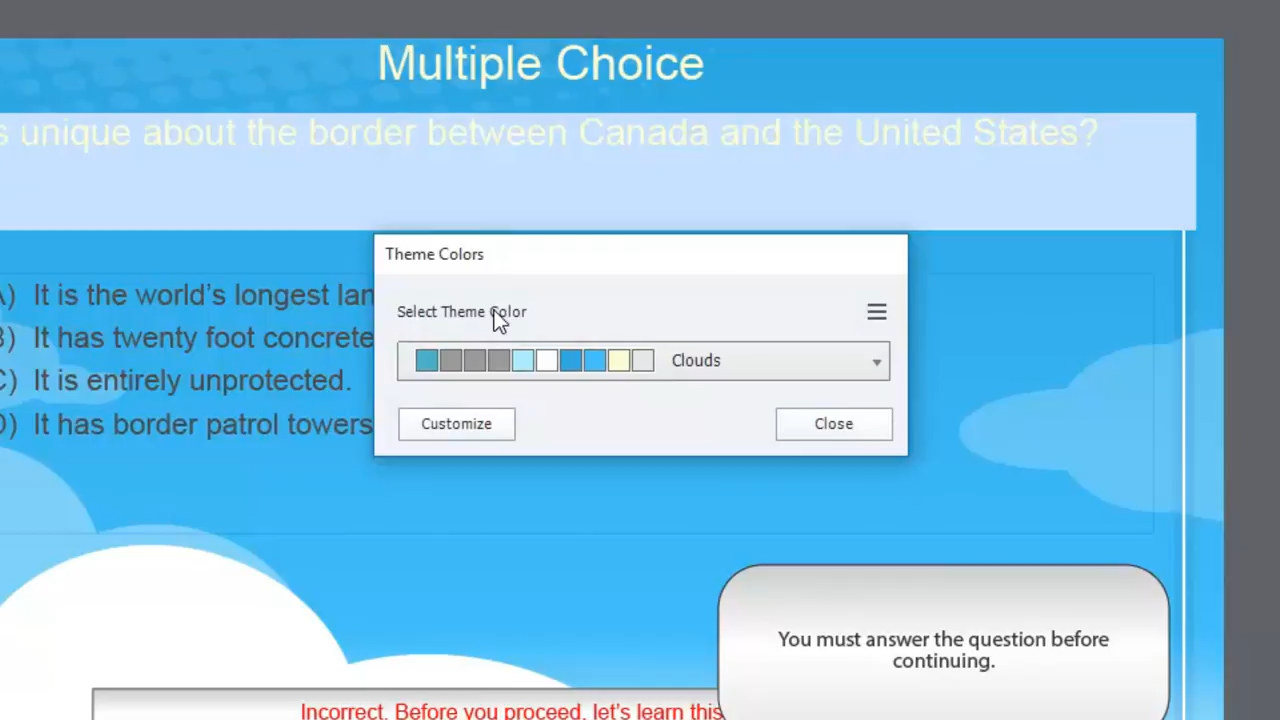 Multiple Choice
s unique about the border between Canada and the United States?
Theme Colors
Select Theme Color
Clouds
Customize
Close
A) It is the world's longest lan
B) It has twenty foot concrete
C) It is entirely unprotected.
D) It has border patrol towers
You must answer the question before
continuing.
Incorrect. Before you proceed, let's learn this